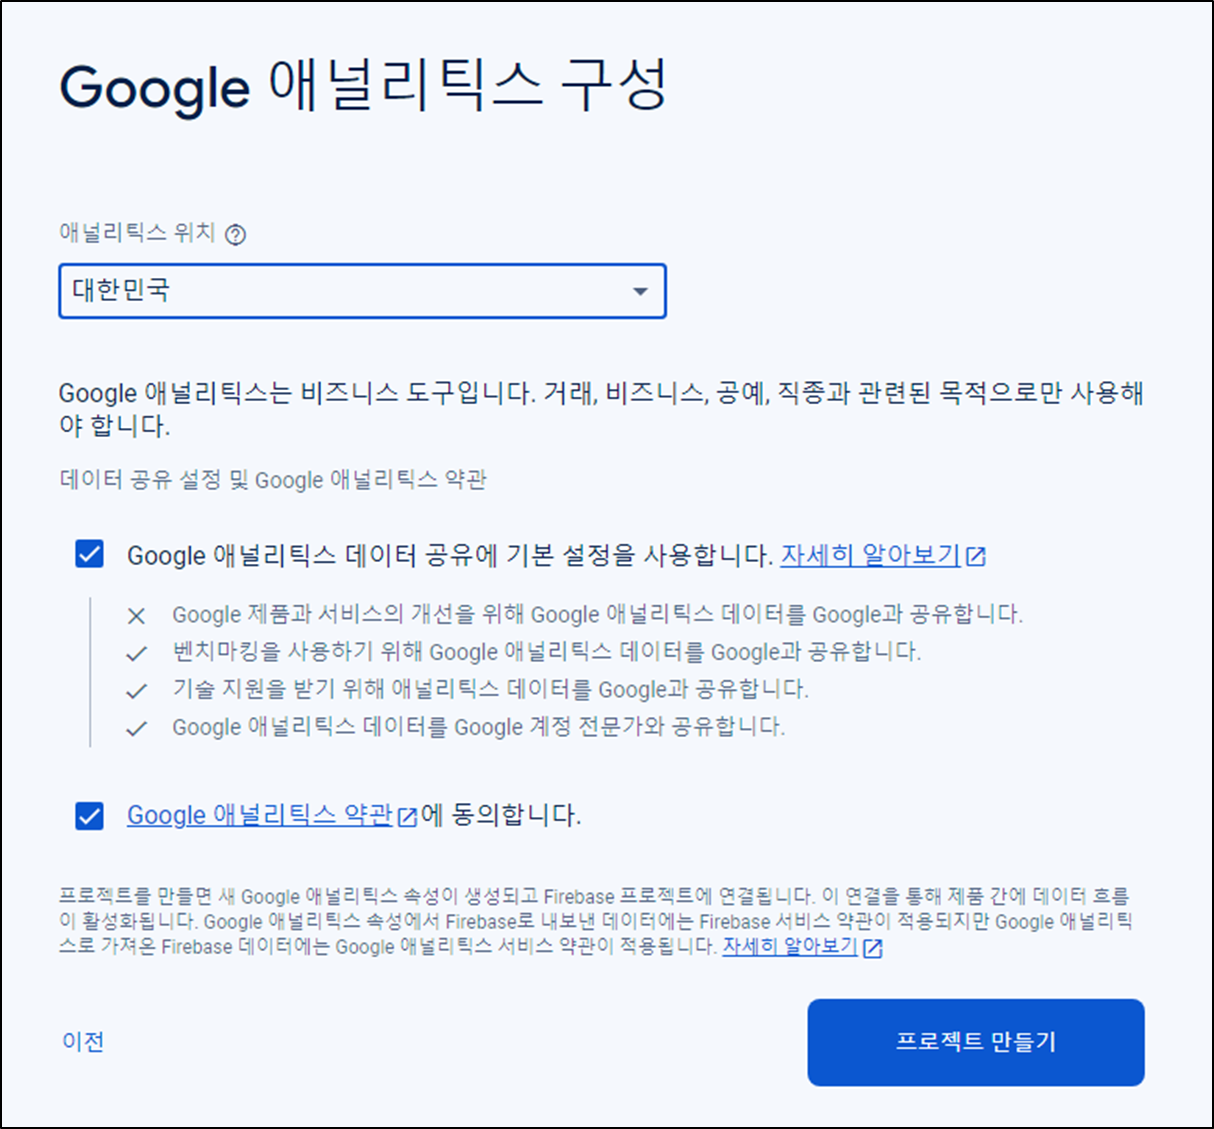 Google 애널리틱스 구성
애널리틱스 위치
대한민국
Google 애널리틱스는 비즈니스 도구입니다. 거래, 비즈니스, 공예, 직종과 관련된 목적으로만 사용해
야 합니다.
데이터 공유 설정 및 Google 애널리틱스 약관
Google 애널리틱스 데이터 공유에 기본 설정을 사용합니다. 자세히 알아보기
Google 제품과 서비스의 개선을 위해 Google 애널리틱스 데이터를 Google과 공유합니다.
벤치마킹을 사용하기 위해 Google 애널리틱스 데이터를 Google과 공유합니다.
기술 지원을 받기 위해 애널리틱스 데이터를 Google과 공유합니다.
Google 애널리틱스 데이터를 Google 계정 전문가와 공유합니다.
Google 애널리틱스 약관에 동의합니다.
프로젝트를 만들면 새 Google 애널리틱스 속성이 생성되고 Firebase 프로젝트에 연결됩니다. 이 연결을 통해 제품 간에 데이터 흐름
이 활성화됩니다. Google 애널리틱스 속성에서 Firebase로 내보낸 데이터에는 Firebase 서비스 약관이 적용되지만 Google 애널리틱
스로 가져온 Firebase 데이터에는 Google 애널리틱스 서비스 약관이 적용됩니다. 자세히 알아보기
이전
프로젝트 만들기